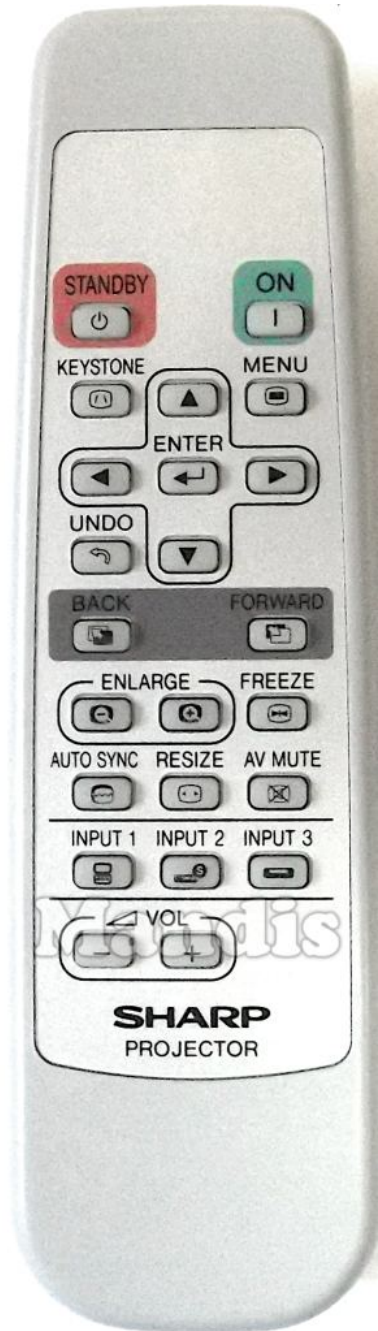 STANDBY ON
KEYSTONE MENU
ENTER
UNDO
BACK FORWARD
ENLARGE FREEZE
AUTO SYNC RESIZE AV MUTE
INPUT 1 INPUT 2 INPUT 3
VOL
Mandis
SHARP
PROJECTOR